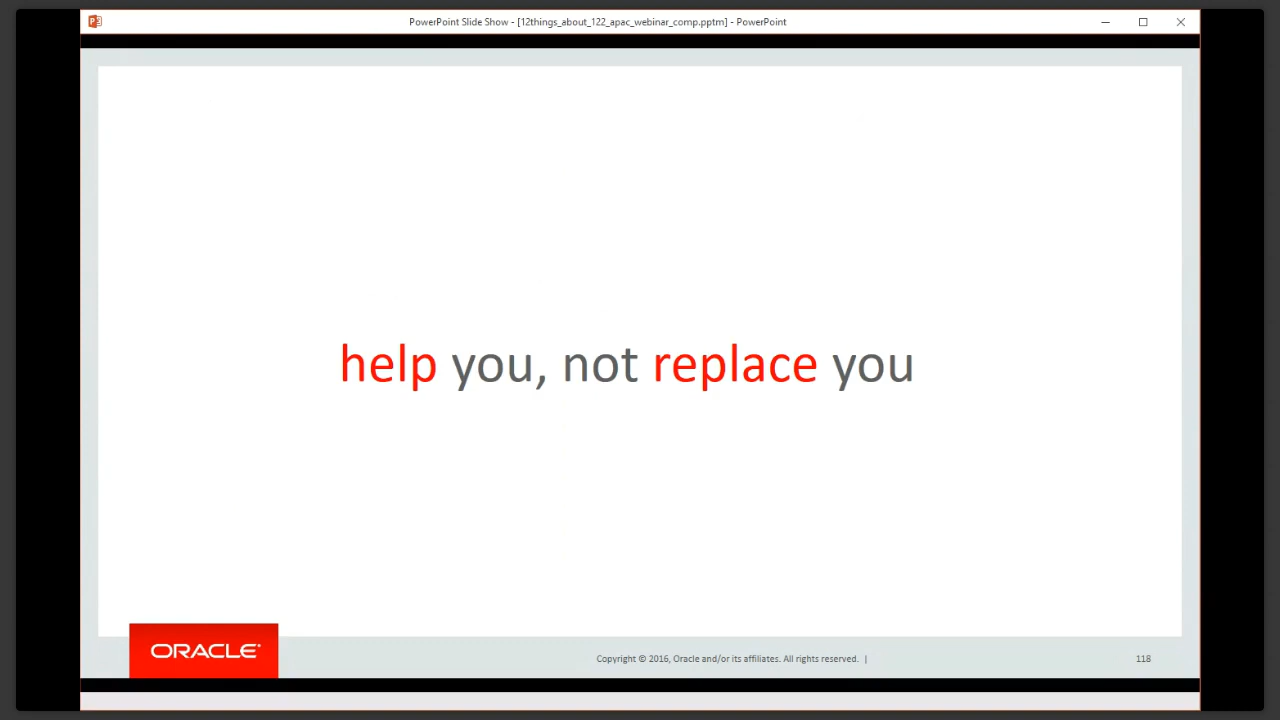 PowerPoint Slide Show - [12things_about_122_apac_webinar_comp.pptm] - PowerPoint
help you, not replace you
ORACLE®
Copyright © 2016, Oracle and/or its affiliates. All rights reserved. |
118